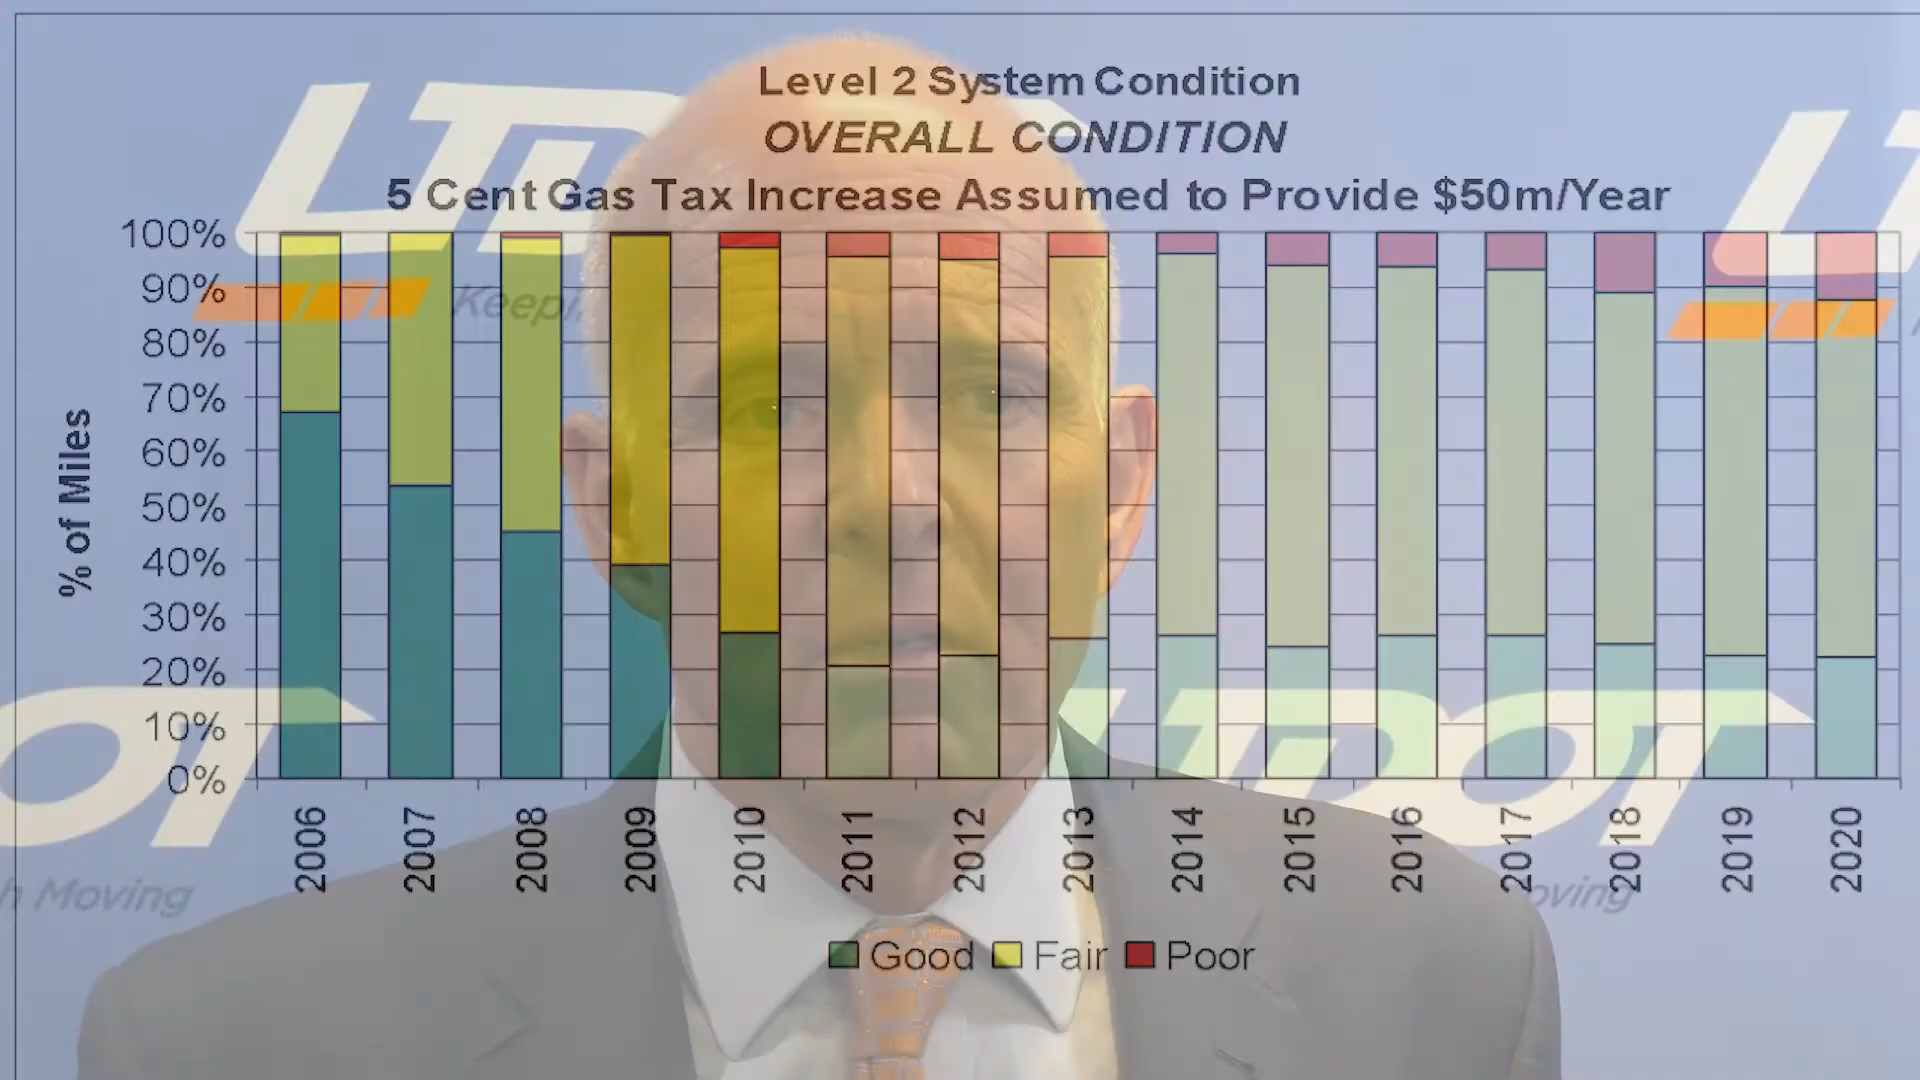 Level 2 System Condition
OVERALL CONDITION
5 Cent Gas Tax Increase Assumed to Provide $50m/Year
100%
90%
80%
70%
60%
50%
40%
30%
20%
10%
0%
% of Miles
2006
2007
2008
2009
2010
2011
2012
2013
2014
2015
2016
2017
2018
2019
2020
Good
Fair
Poor
UDOT
Moving